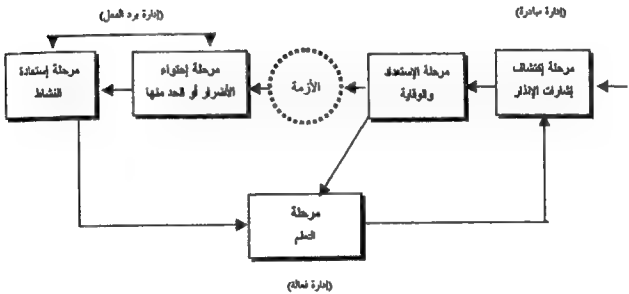 (إدارة مبادرة)
(إدارة برد الفعل)
مرحلة إكتشاف
إشارات الإنذار
مرحلة الإستعداد
والوقاية
الأزمة
مرحلة إحتواء
الأضرار أو الحد منها
مرحلة إستعادة
النشاط
مرحلة
التعلم
(إدارة فعالة)